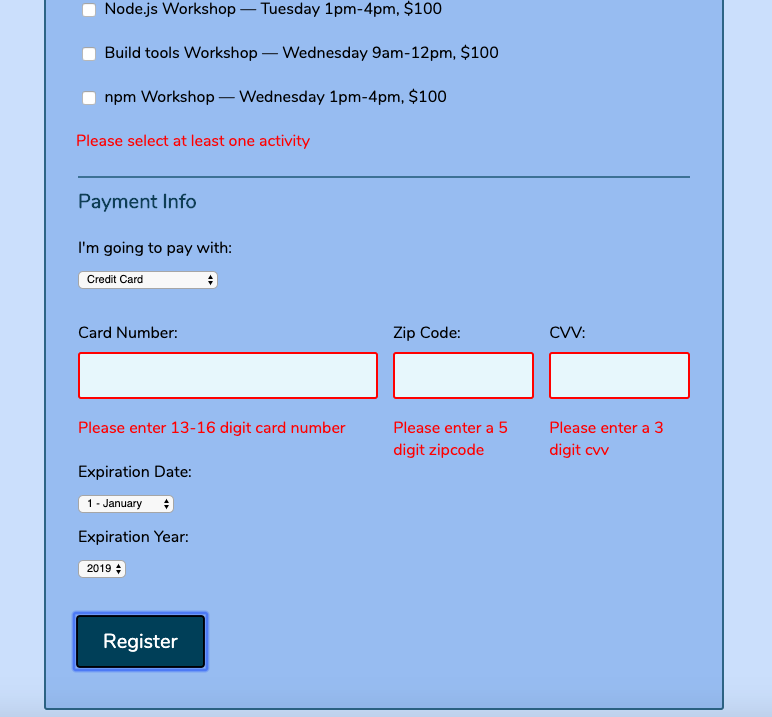 Node.js Workshop — Tuesday 1pm-4pm, $100
Build tools Workshop — Wednesday 9am-12pm, $100
npm Workshop — Wednesday 1pm-4pm, $100
Please select at least one activity
Payment Info
I'm going to pay with:
Credit Card
Card Number: Zip Code: CVV:
Please enter 13-16 digit card number Please enter a 5 Please enter a 3
digit zipcode digit cvv
Expiration Date:
1 - January
Expiration Year:
2019
Register